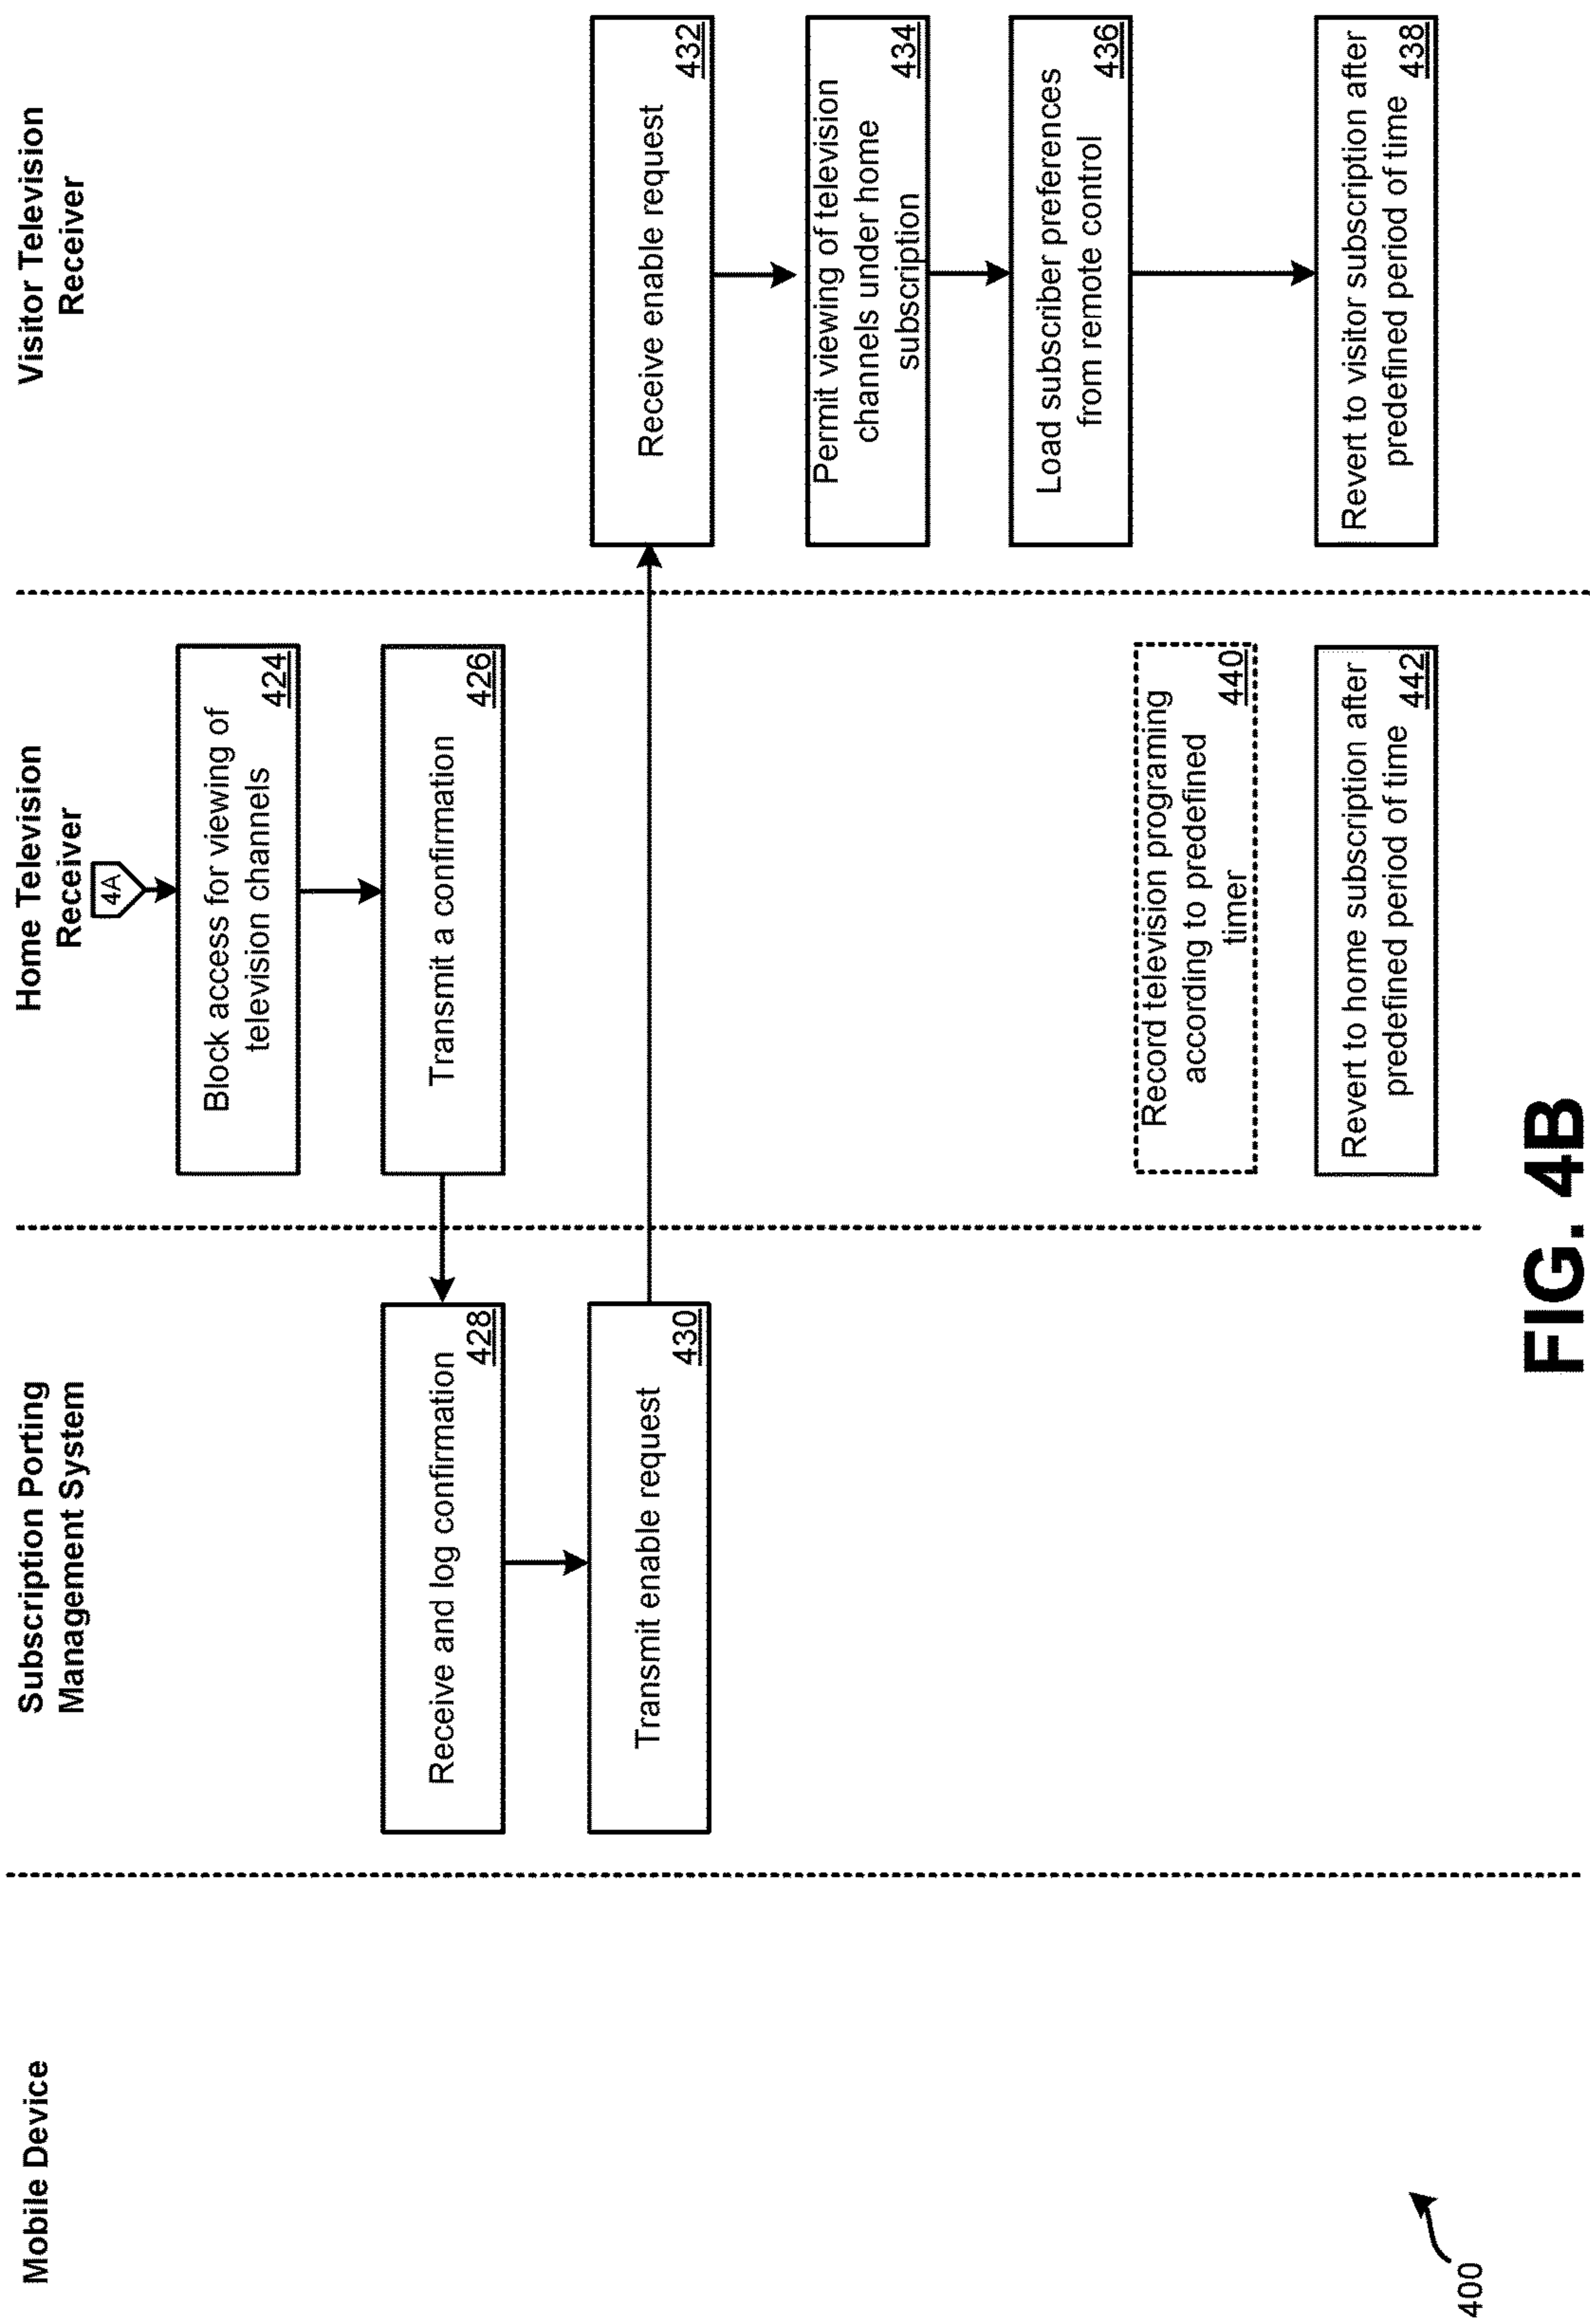 Mobile Device
Subscription Porting
Management System
Home Television
Receiver
Visitor Television
Receiver
4A
Block access for viewing of
television channels
424
Transmit a confirmation
426
Receive and log confirmation
428
Transmit enable request
430
Receive enable request
432
Permit viewing of television
channels under home
subscription
434
Load subscriber preferences
from remote control
436
Record television programing
according to predefined
timer
440
Revert to home subscription after
predefined period of time
442
Revert to visitor subscription after
predefined period of time
438
400
FIG. 4B